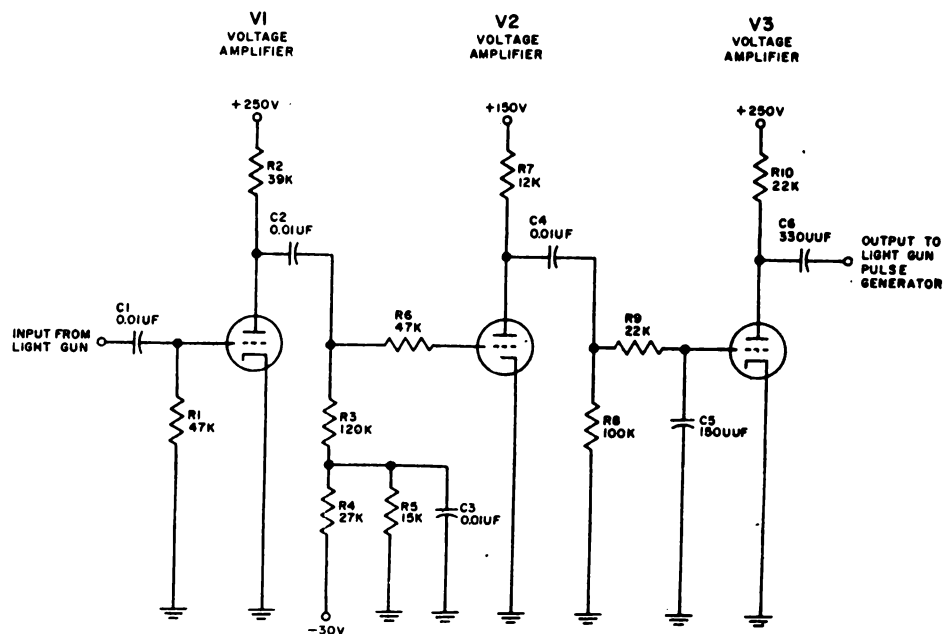 V1
VOLTAGE
AMPLIFIER
V2
VOLTAGE
AMPLIFIER
V3
VOLTAGE
AMPLIFIER
+250V
+150V
+250V
R2
39K
R7
12K
R10
22K
C2
0.01UF
C4
0.01UF
C6
330UUF
OUTPUT TO
LIGHT GUN
PULSE
GENERATOR
C1
0.01UF
INPUT FROM
LIGHT GUN
R6
47K
R9
22K
R1
47K
R3
120K
R8
100K
C5
150UUF
R4
27K
R5
15K
C3
0.01UF
-30V